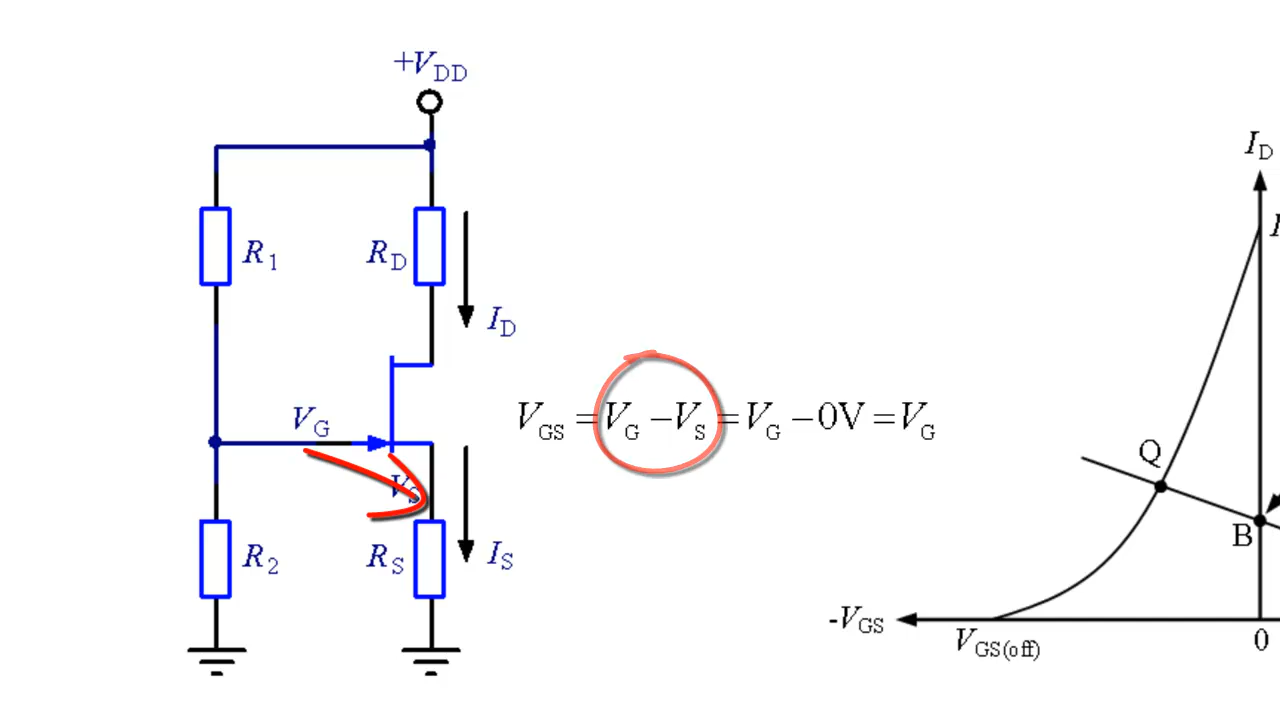 +VDD
R1
RD
ID
VG
VS
R2
RS
IS
VGS = VG − VS = VG − 0V = VG
ID
Q
B
-VGS
VGS(off)
0